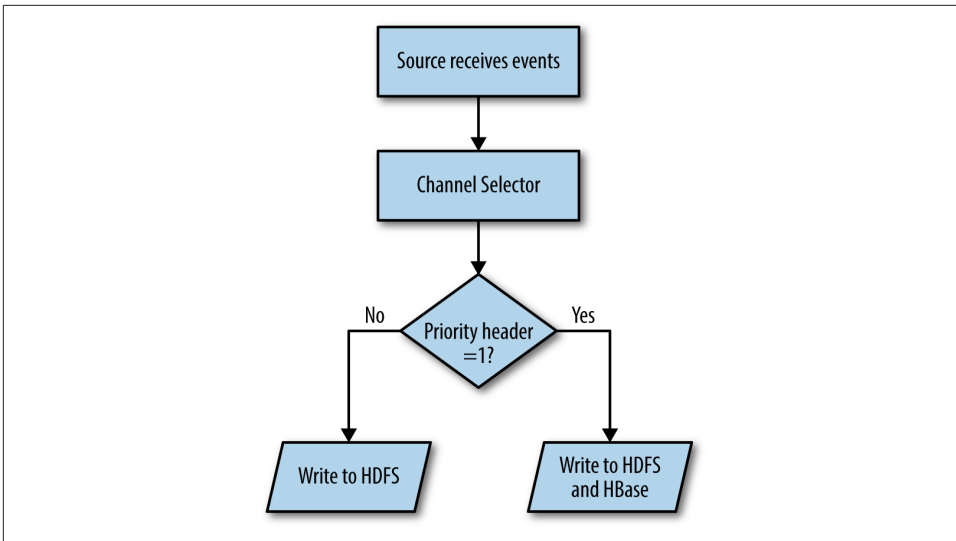 Source receives events
Channel Selector
No
Yes
Priority header
=1?
Write to HDFS
Write to HDFS
and HBase